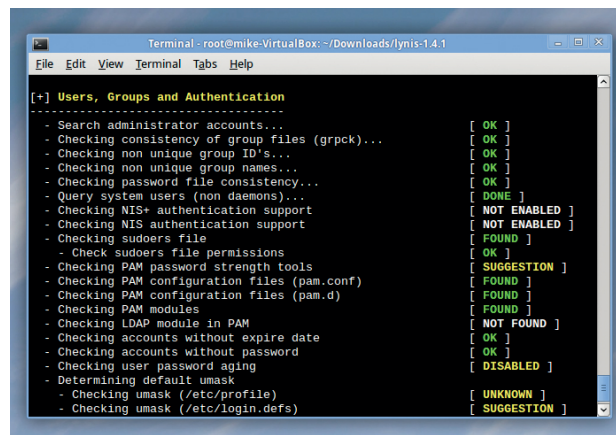 Terminal - root@mike-VirtualBox: ~/Downloads/lynis-1.4.1
File Edit View Terminal Tabs Help
[+] Users, Groups and Authentication
------------------------------------
- Search administrator accounts... [ OK ]
- Checking consistency of group files (grpck)... [ OK ]
- Checking non unique group ID's... [ OK ]
- Checking non unique group names... [ OK ]
- Checking password file consistency... [ OK ]
- Query system users (non daemons)... [ DONE ]
- Checking NIS+ authentication support [ NOT ENABLED ]
- Checking NIS authentication support [ NOT ENABLED ]
- Checking sudoers file [ FOUND ]
- Check sudoers file permissions [ OK ]
- Checking PAM password strength tools [ SUGGESTION ]
- Checking PAM configuration files (pam.conf) [ FOUND ]
- Checking PAM configuration files (pam.d) [ FOUND ]
- Checking PAM modules [ FOUND ]
- Checking LDAP module in PAM [ NOT FOUND ]
- Checking accounts without expire date [ OK ]
- Checking accounts without password [ OK ]
- Checking user password aging [ DISABLED ]
- Determining default umask
- Checking umask (/etc/profile) [ UNKNOWN ]
- Checking umask (/etc/login.defs) [ SUGGESTION ]